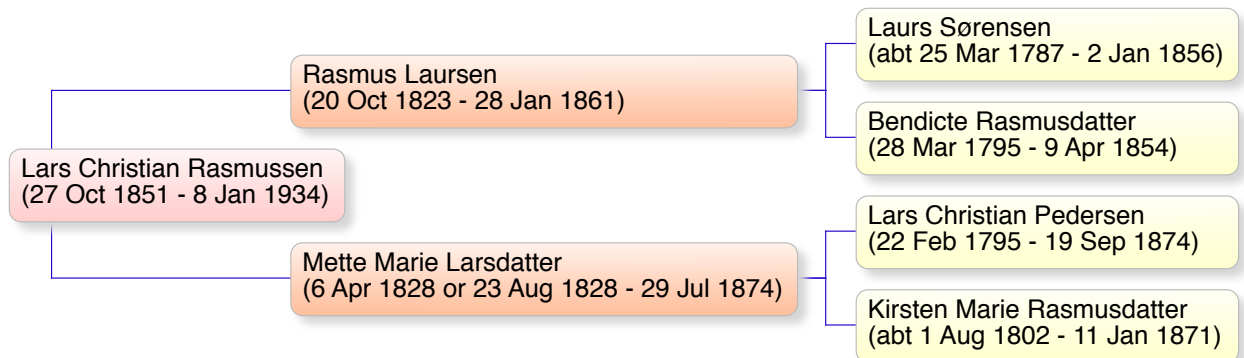 Laurs Sørensen
(abt 25 Mar 1787 - 2 Jan 1856)
Rasmus Laursen
(20 Oct 1823 - 28 Jan 1861)
Bendicte Rasmusdatter
(28 Mar 1795 - 9 Apr 1854)
Lars Christian Rasmussen
(27 Oct 1851 - 8 Jan 1934)
Lars Christian Pedersen
(22 Feb 1795 - 19 Sep 1874)
Mette Marie Larsdatter
(6 Apr 1828 or 23 Aug 1828 - 29 Jul 1874)
Kirsten Marie Rasmusdatter
(abt 1 Aug 1802 - 11 Jan 1871)